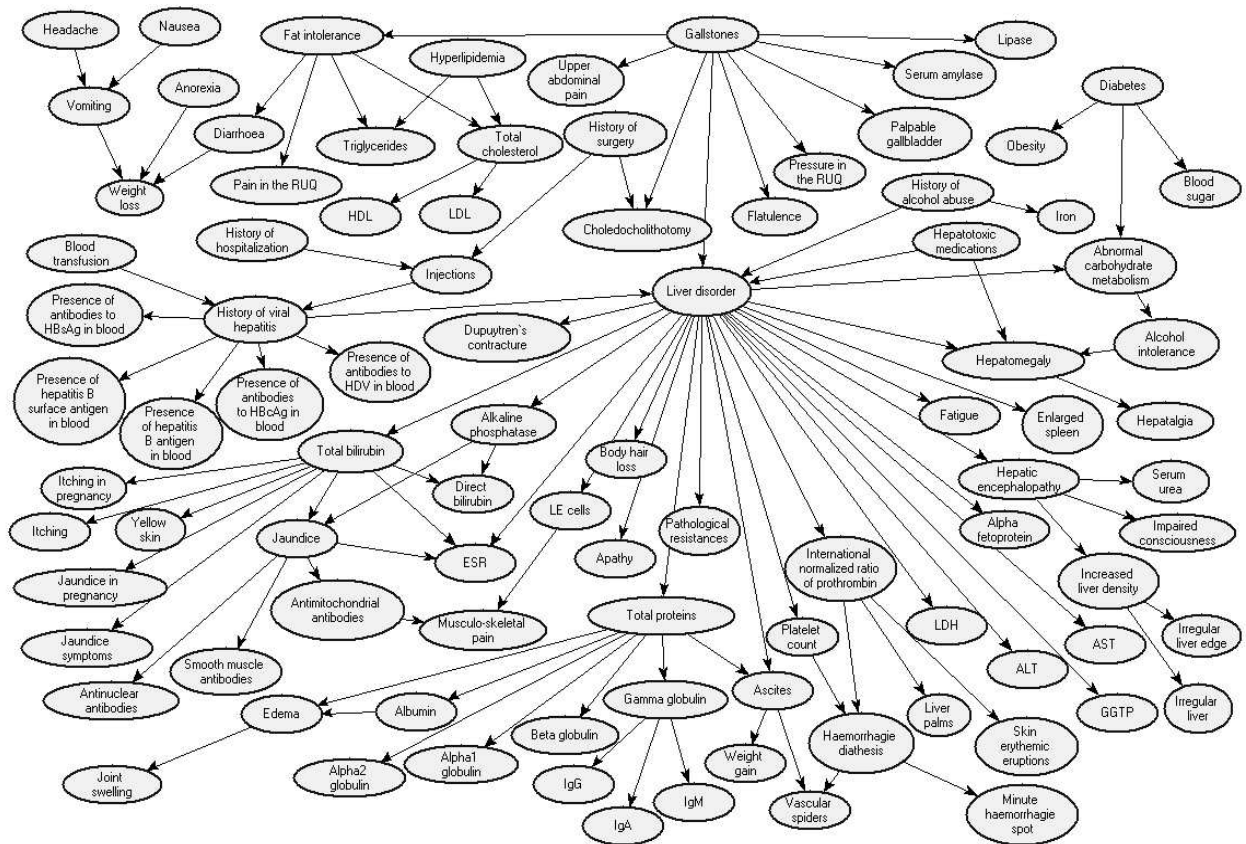 Headache
Nausea
Fat intolerance
Gallstones
Lipase
Hyperlipidemia
Upper
abdominal
pain
Serum amylase
Vomiting
Anorexia
Diabetes
Diarrhoea
Triglycerides
Total
cholesterol
History of
surgery
Palpable
gallbladder
Obesity
Weight
loss
Pain in the RUQ
Pressure in
the RUQ
Blood
sugar
HDL
LDL
Flatulence
History of
alcohol abuse
Iron
Choledocholithotomy
History of
hospitalization
Hepatotoxic
medications
Blood
transfusion
Injections
Abnormal
carbohydrate
metabolism
Liver disorder
Presence of
antibodies to
HBsAg in blood
History of viral
hepatitis
Dupuytren`s
contracture
Alcohol
intolerance
Hepatomegaly
Presence of
antibodies to
HDV in blood
Presence of
hepatitis B
surface antigen
in blood
Presence
of hepatitis
B antigen
in blood
Presence of
antibodies
to HBcAg in
blood
Alkaline
phosphatase
Fatigue
Enlarged
spleen
Hepatalgia
Total bilirubin
Body hair
loss
Hepatic
encephalopathy
Serum
urea
Itching in
pregnancy
Direct
bilirubin
LE cells
Itching
Yellow
skin
Jaundice
Pathological
resistances
Alpha
fetoprotein
Impaired
consciousness
ESR
Apathy
International
normalized ratio
of prothrombin
Jaundice in
pregnancy
Increased
liver density
Antimitochondrial
antibodies
Total proteins
Musculo-skeletal
pain
Platelet
count
LDH
AST
Irregular
liver edge
Jaundice
symptoms
Smooth muscle
antibodies
ALT
Antinuclear
antibodies
Edema
Albumin
Gamma globulin
Ascites
Liver
palms
GGTP
Irregular
liver
Beta globulin
Haemorrhagie
diathesis
Skin
erythemic
eruptions
Joint
swelling
Alpha2
globulin
Alpha1
globulin
Weight
gain
IgG
IgM
IgA
Vascular
spiders
Minute
haemorrhagie
spot